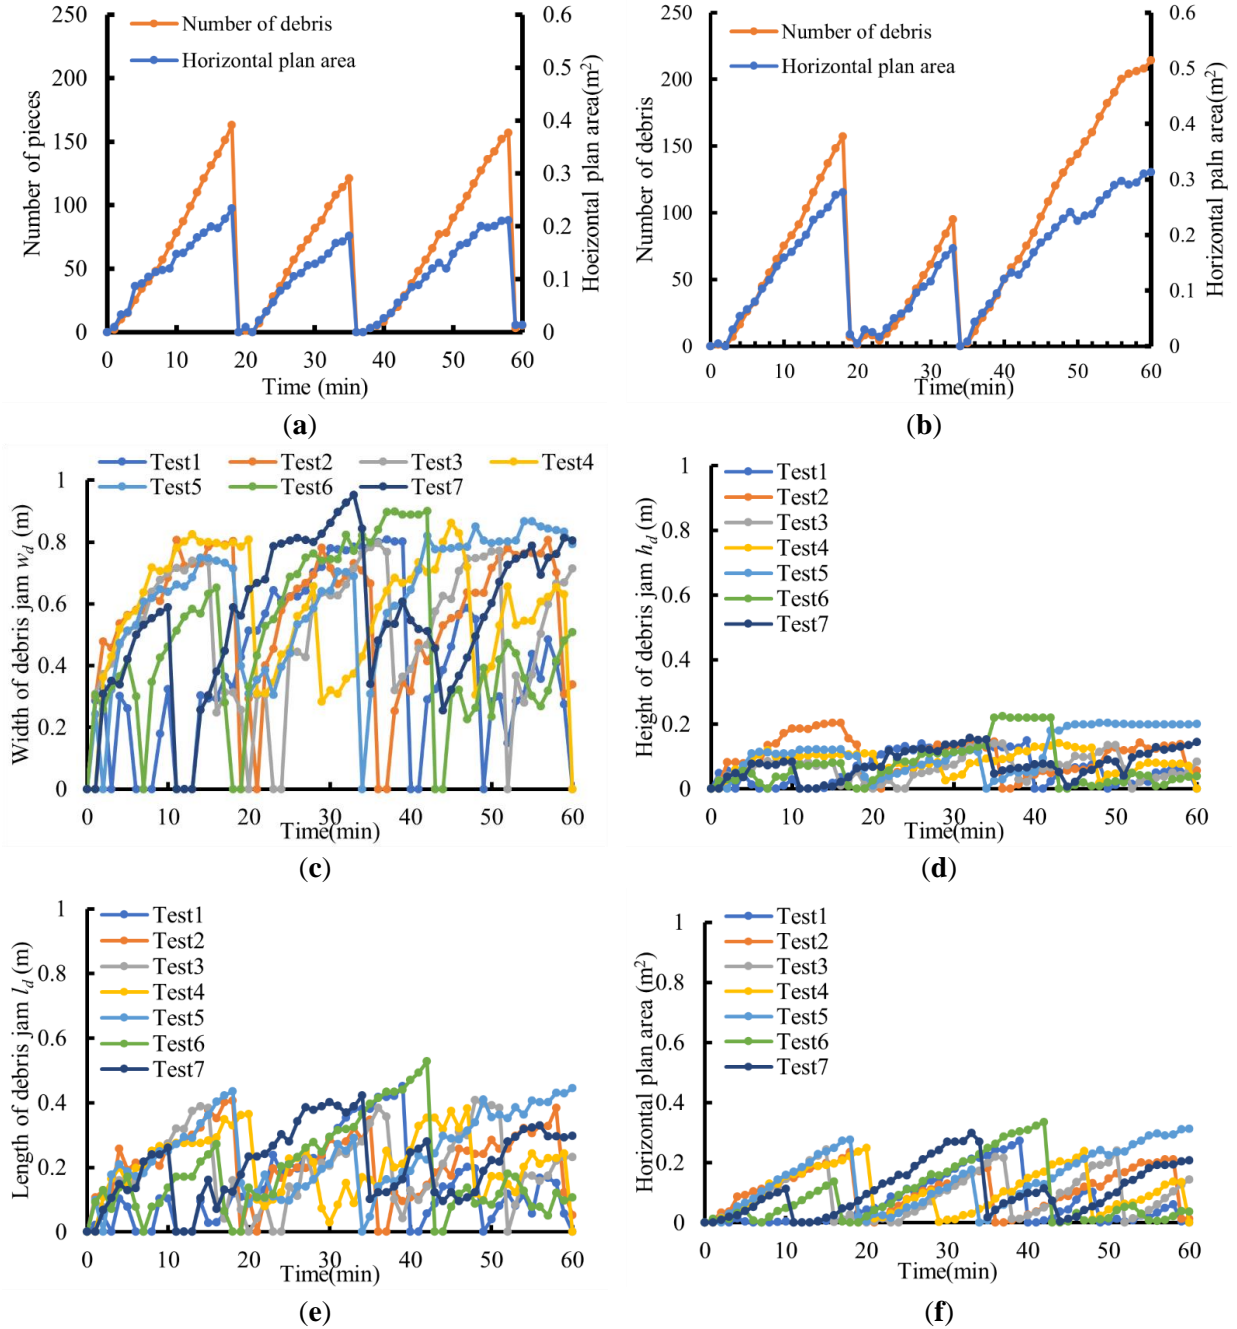 250
200
150
100
50
0
Number of pieces
Number of debris
Horizontal plan area
0.6
0.5
0.4
0.3
0.2
0.1
0
Hoeizontal plan area(m²)
0 10 20 30 40 50 60
Time (min)
(a)
250
200
150
100
50
0
Number of debris
Number of debris
Horizontal plan area
0.6
0.5
0.4
0.3
0.2
0.1
0
Horizontal paln area(m²)
0 10 20 30 40 50 60
Time(min)
(b)
Test1 Test2 Test3 Test4
Test5 Test6 Test7
1
0.8
0.6
0.4
0.2
0
Width of debris jam w_d (m)
0 10 20 30 40 50 60
Time(min)
(c)
1
0.8
0.6
0.4
0.2
0
Height of debris jam h_d (m)
Test1
Test2
Test3
Test4
Test5
Test6
Test7
0 10 20 30 40 50 60
Time(min)
(d)
1
0.8
0.6
0.4
0.2
0
Length of debris jam l_d (m)
Test1
Test2
Test3
Test4
Test5
Test6
Test7
0 10 20 30 40 50 60
Time(min)
(e)
1
0.8
0.6
0.4
0.2
0
Horizontal plan area (m²)
Test1
Test2
Test3
Test4
Test5
Test6
Test7
0 10 20 30 40 50 60
Time(min)
(f)